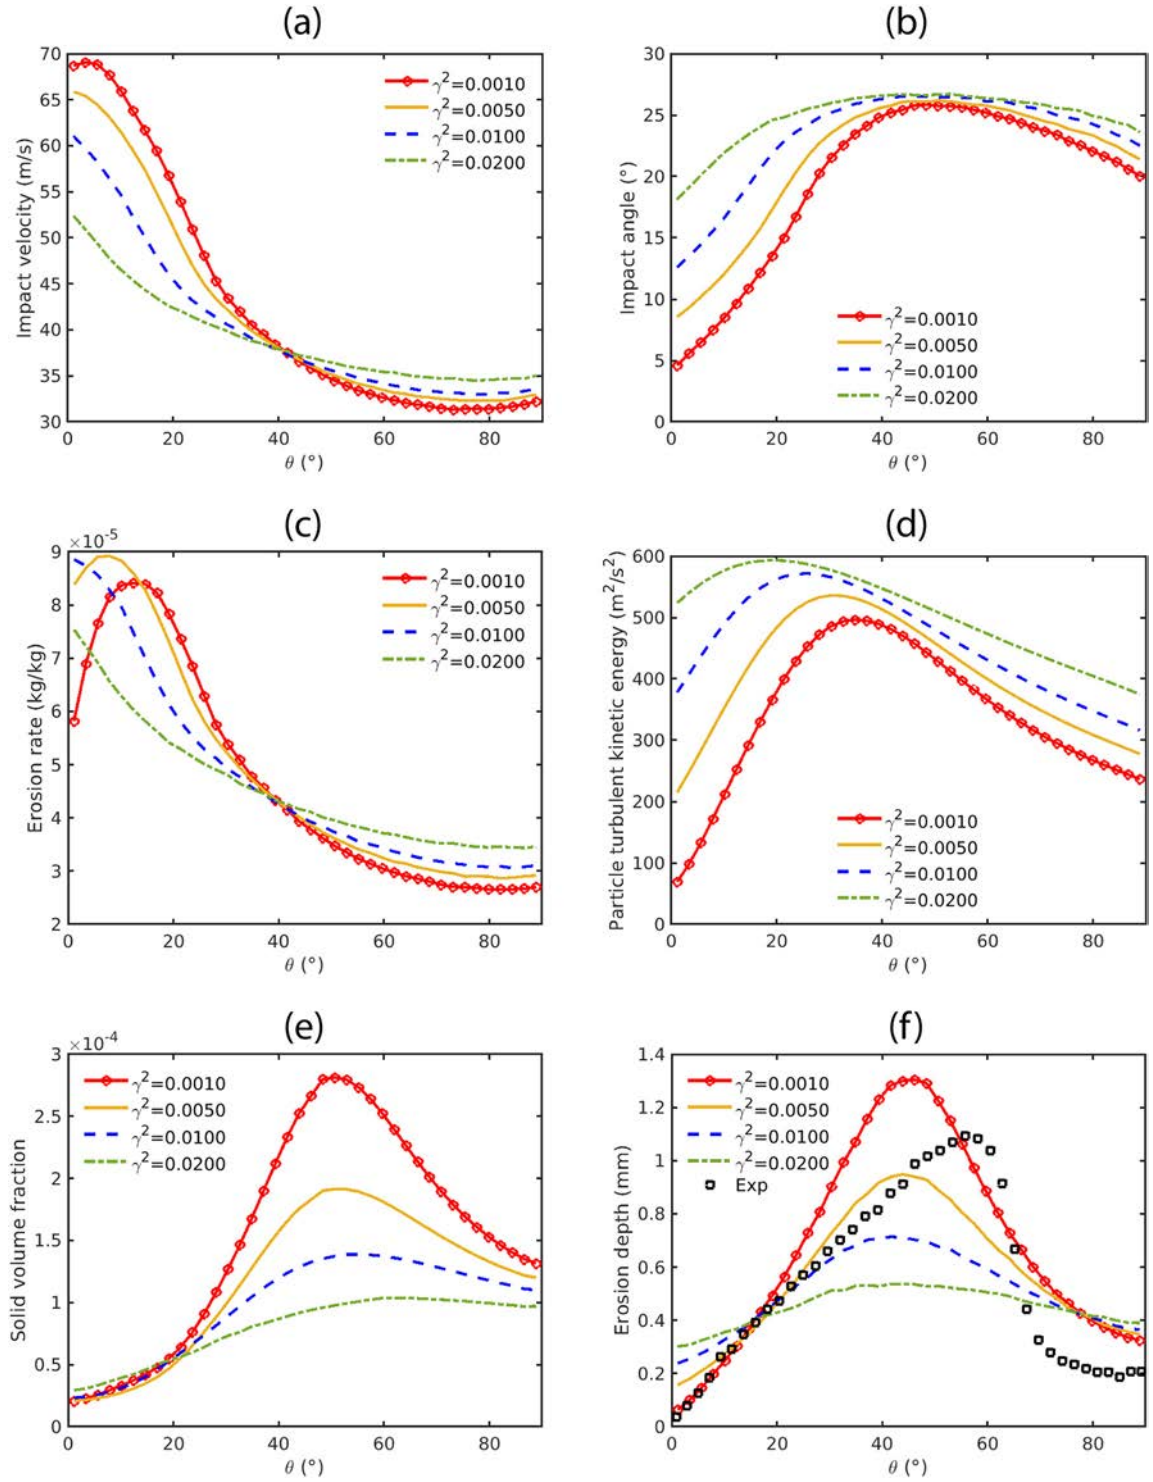 (a)
70
65
60
55
50
45
40
35
30
Impact velocity (m/s)
γ²=0.0010
γ²=0.0050
γ²=0.0100
γ²=0.0200
0 20 40 60 80
θ (°)
(b)
30
25
20
15
10
5
0
Impact angle (°)
γ²=0.0010
γ²=0.0050
γ²=0.0100
γ²=0.0200
0 20 40 60 80
θ (°)
(c)
×10⁻⁵
9
8
7
6
5
4
3
2
Erosion rate (kg/kg)
γ²=0.0010
γ²=0.0050
γ²=0.0100
γ²=0.0200
0 20 40 60 80
θ (°)
(d)
600
500
400
300
200
100
0
Particle turbulent kinetic energy (m²/s²)
γ²=0.0010
γ²=0.0050
γ²=0.0100
γ²=0.0200
0 20 40 60 80
θ (°)
(e)
×10⁻⁴
3
2.5
2
1.5
1
0.5
0
Solid volume fraction
γ²=0.0010
γ²=0.0050
γ²=0.0100
γ²=0.0200
0 20 40 60 80
θ (°)
(f)
1.4
1.2
1
0.8
0.6
0.4
0.2
0
Erosion depth (mm)
γ²=0.0010
γ²=0.0050
γ²=0.0100
γ²=0.0200
Exp
0 20 40 60 80
θ (°)